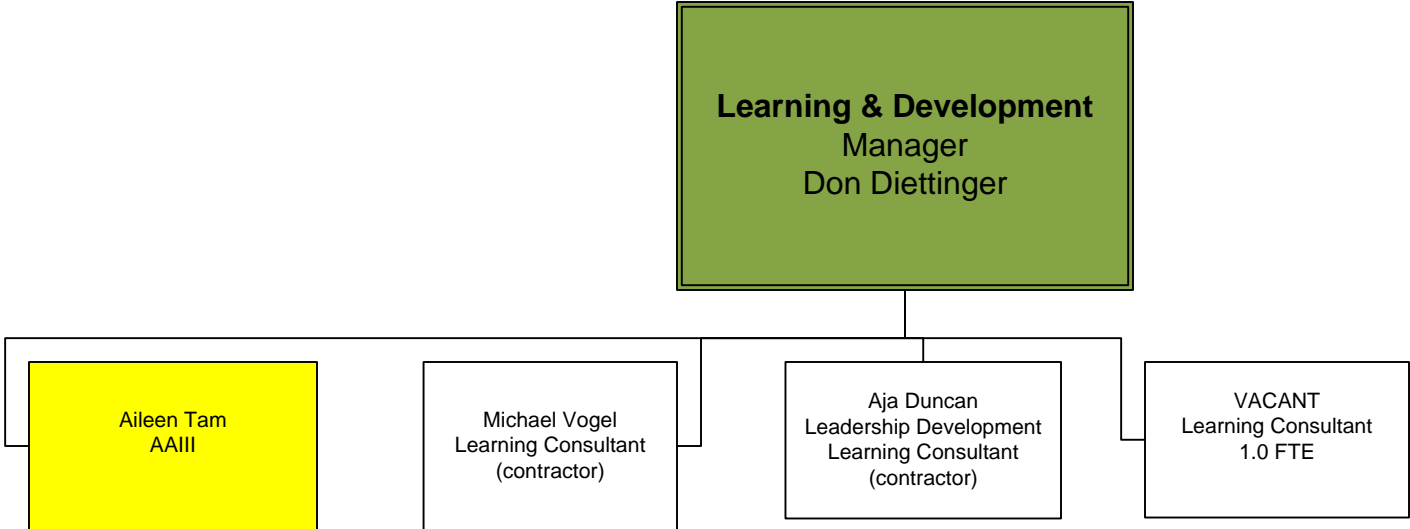 Learning & Development
Manager
Don Diettinger
Aileen Tam
AAIII
Michael Vogel
Learning Consultant
(contractor)
Aja Duncan
Leadership Development
Learning Consultant
(contractor)
VACANT
Learning Consultant
1.0 FTE